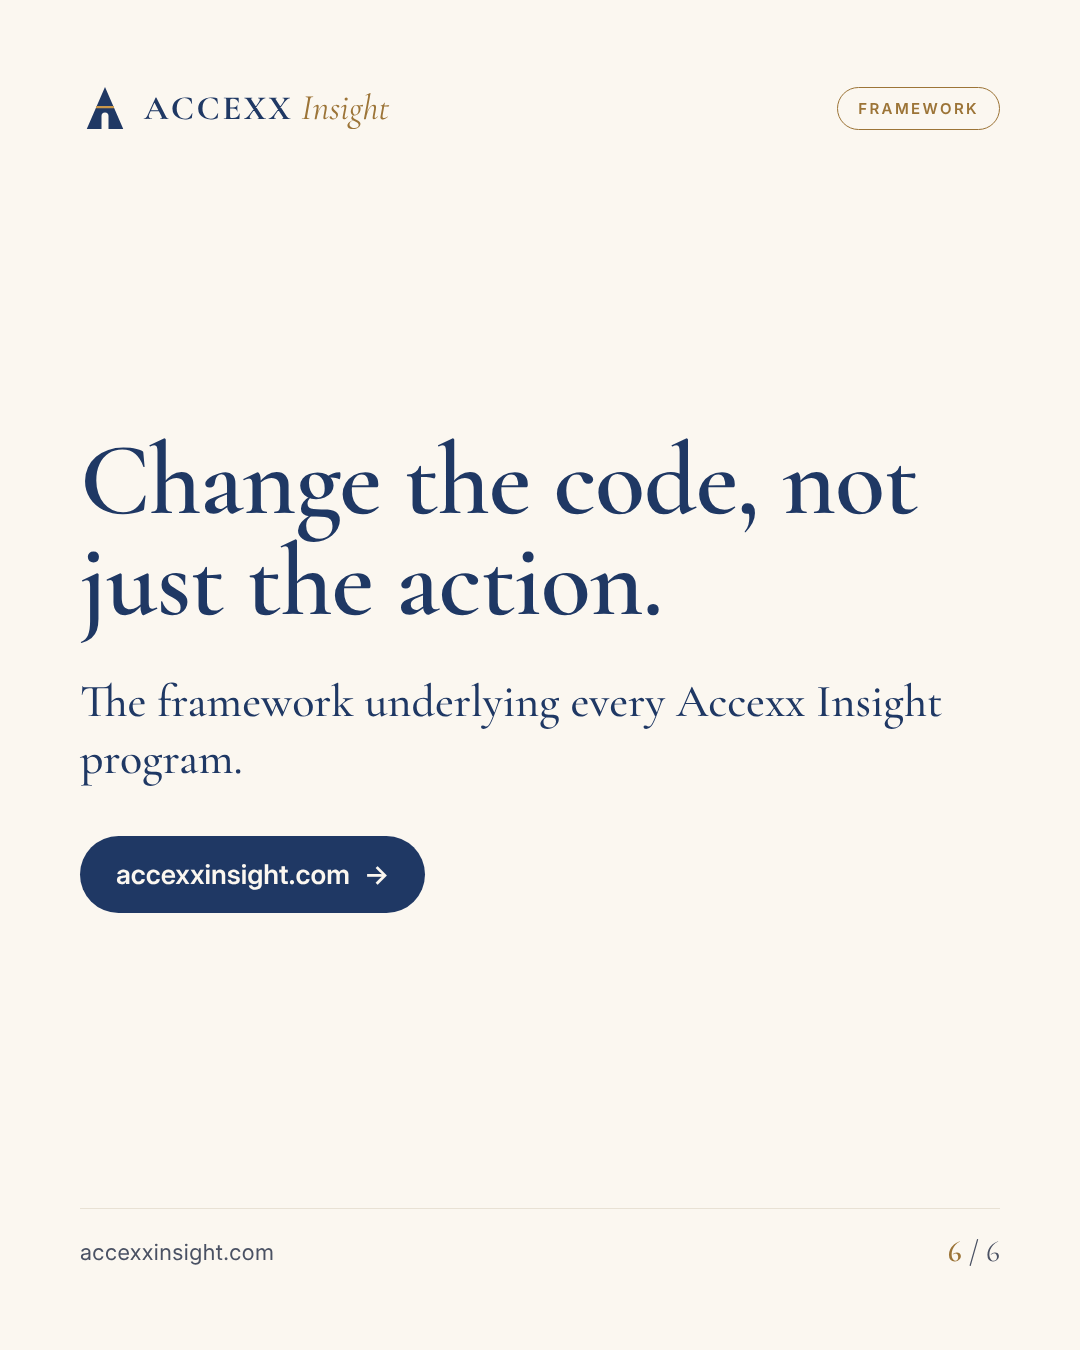 ACCEXX Insight
FRAMEWORK
Change the code, not
just the action.
The framework underlying every Accexx Insight
program.
accexxinsight.com →
accexxinsight.com
6 / 6